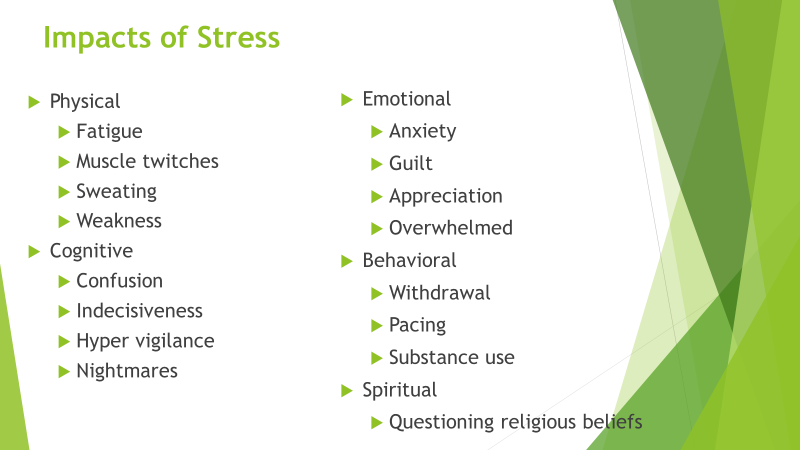 Impacts of Stress
Physical
Fatigue
Muscle twitches
Sweating
Weakness
Cognitive
Confusion
Indecisiveness
Hyper vigilance
Nightmares
Emotional
Anxiety
Guilt
Appreciation
Overwhelmed
Behavioral
Withdrawal
Pacing
Substance use
Spiritual
Questioning religious beliefs